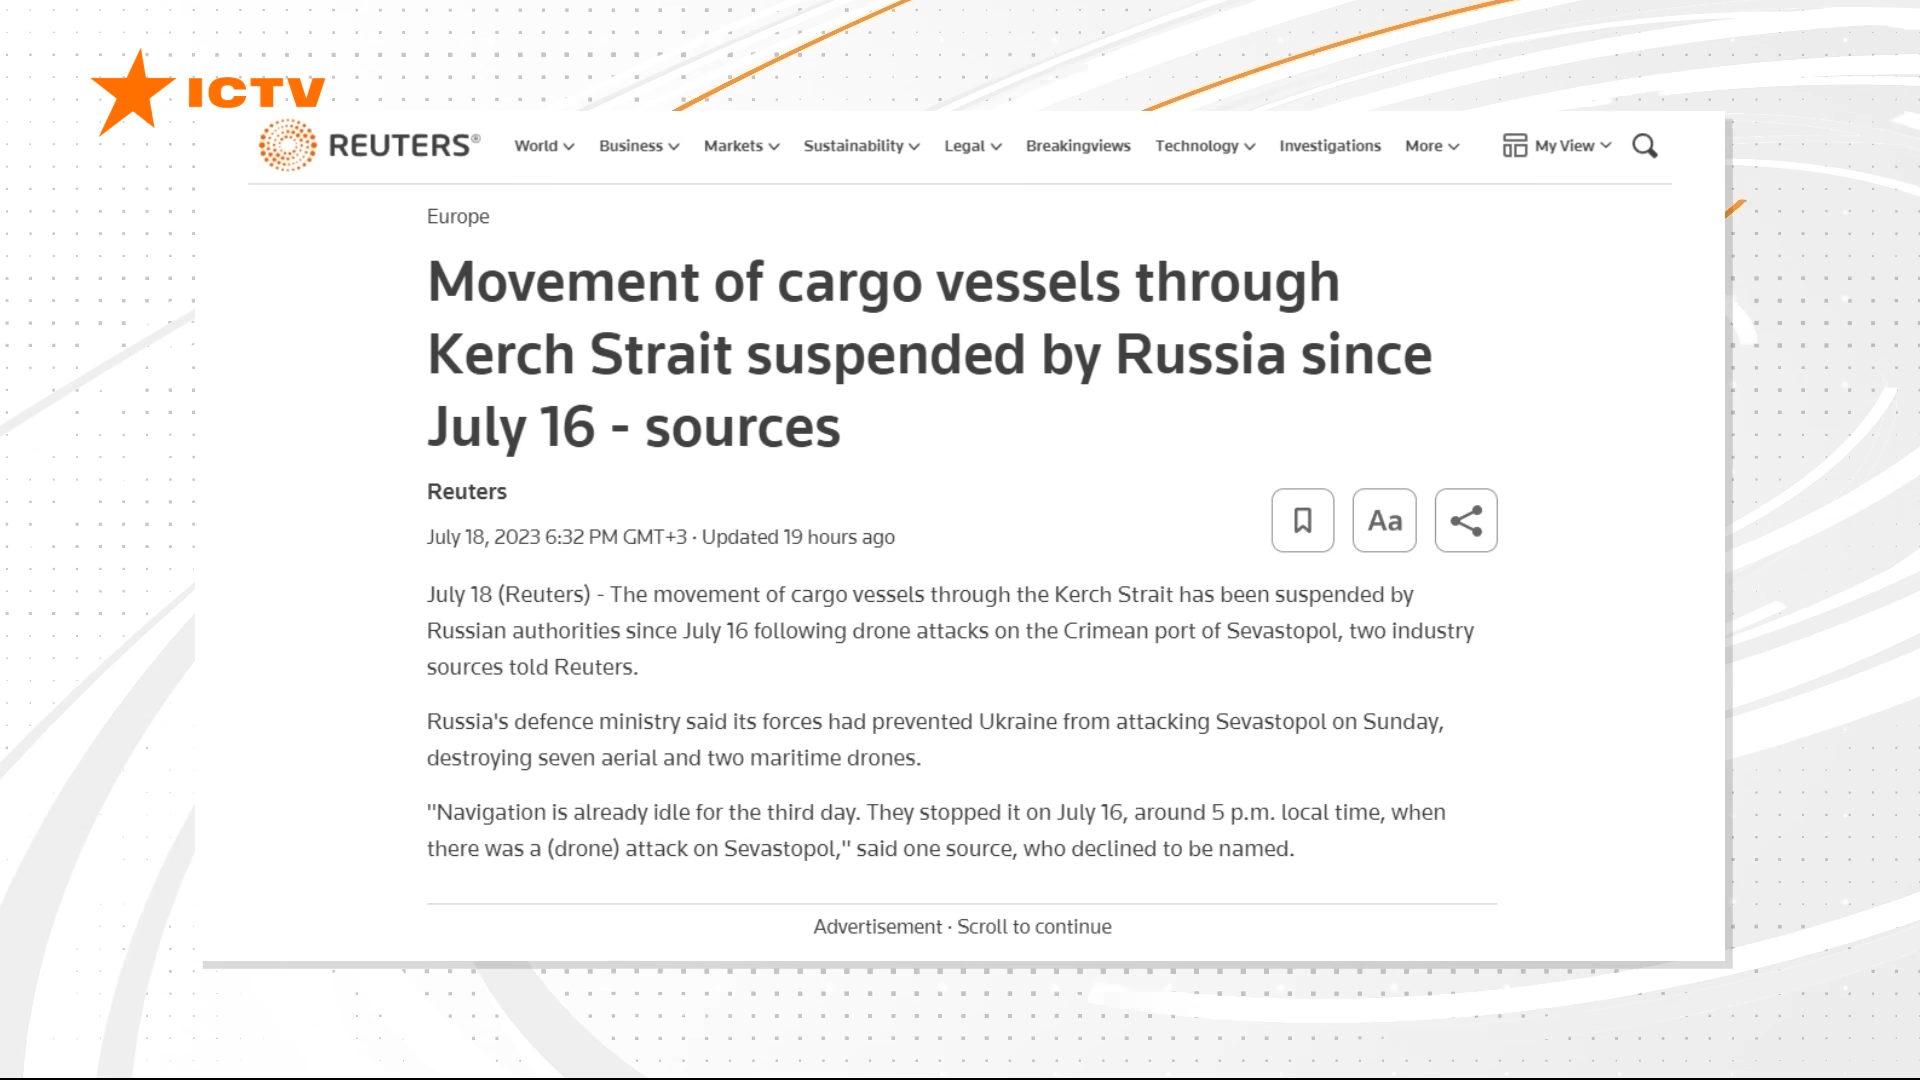 ICTV
REUTERS®
World Business Markets Sustainability Legal Breakingviews Technology Investigations More My View
Europe
Movement of cargo vessels through
Kerch Strait suspended by Russia since
July 16 - sources
Reuters
July 18, 2023 6:32 PM GMT+3 · Updated 19 hours ago
Aa
July 18 (Reuters) - The movement of cargo vessels through the Kerch Strait has been suspended by
Russian authorities since July 16 following drone attacks on the Crimean port of Sevastopol, two industry
sources told Reuters.
Russia's defence ministry said its forces had prevented Ukraine from attacking Sevastopol on Sunday,
destroying seven aerial and two maritime drones.
"Navigation is already idle for the third day. They stopped it on July 16, around 5 p.m. local time, when
there was a (drone) attack on Sevastopol," said one source, who declined to be named.
Advertisement · Scroll to continue